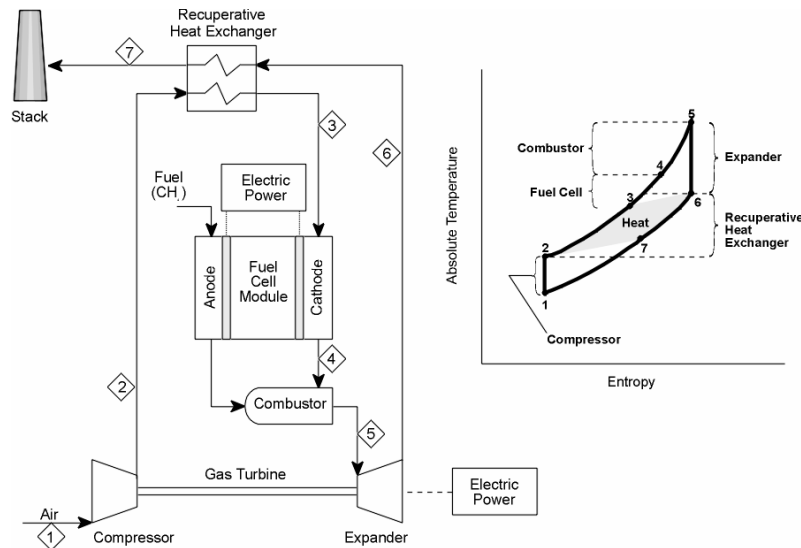 Recuperative
Heat Exchanger
7
Stack
3
6
Fuel
(CH.)
Electric
Power
Anode
Fuel
Cell
Module
Cathode
4
2
Combustor
5
Gas Turbine
Air
1
Compressor
Expander
Electric
Power
Absolute Temperature
Entropy
Combustor
Fuel Cell
Expander
Recuperative
Heat
Exchanger
Compressor
Heat
1
2
3
4
5
6
7